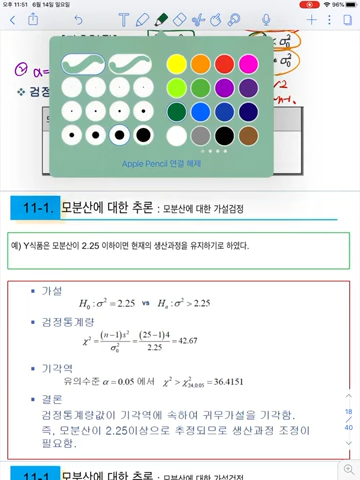 오후 11:51 6월 14일 일요일
96%
② α =
검정
Apple Pencil 연결 해제
11-1. 모분산에 대한 추론 : 모분산에 대한 가설검정
예) Y식품은 모분산이 2.25 이하이면 현재의 생산과정을 유지하기로 하였다.
▪ 가설
H₀ : σ² = 2.25 vs Hₐ : σ² > 2.25
▪ 검정통계량
χ² = (n−1)s² / σ₀² = (25−1)4 / 2.25 = 42.67
▪ 기각역
유의수준 α = 0.05 에서 χ² > χ²₂₄,₀.₀₅ = 36.4151
▪ 결론
검정통계량값이 기각역에 속하여 귀무가설을 기각함.
즉, 모분산이 2.25이상으로 추정되므로 생산과정 조정이
필요함.
18
/
40
11-1. 모분산에 대한 추론 : 모분산에 대한 가설검정